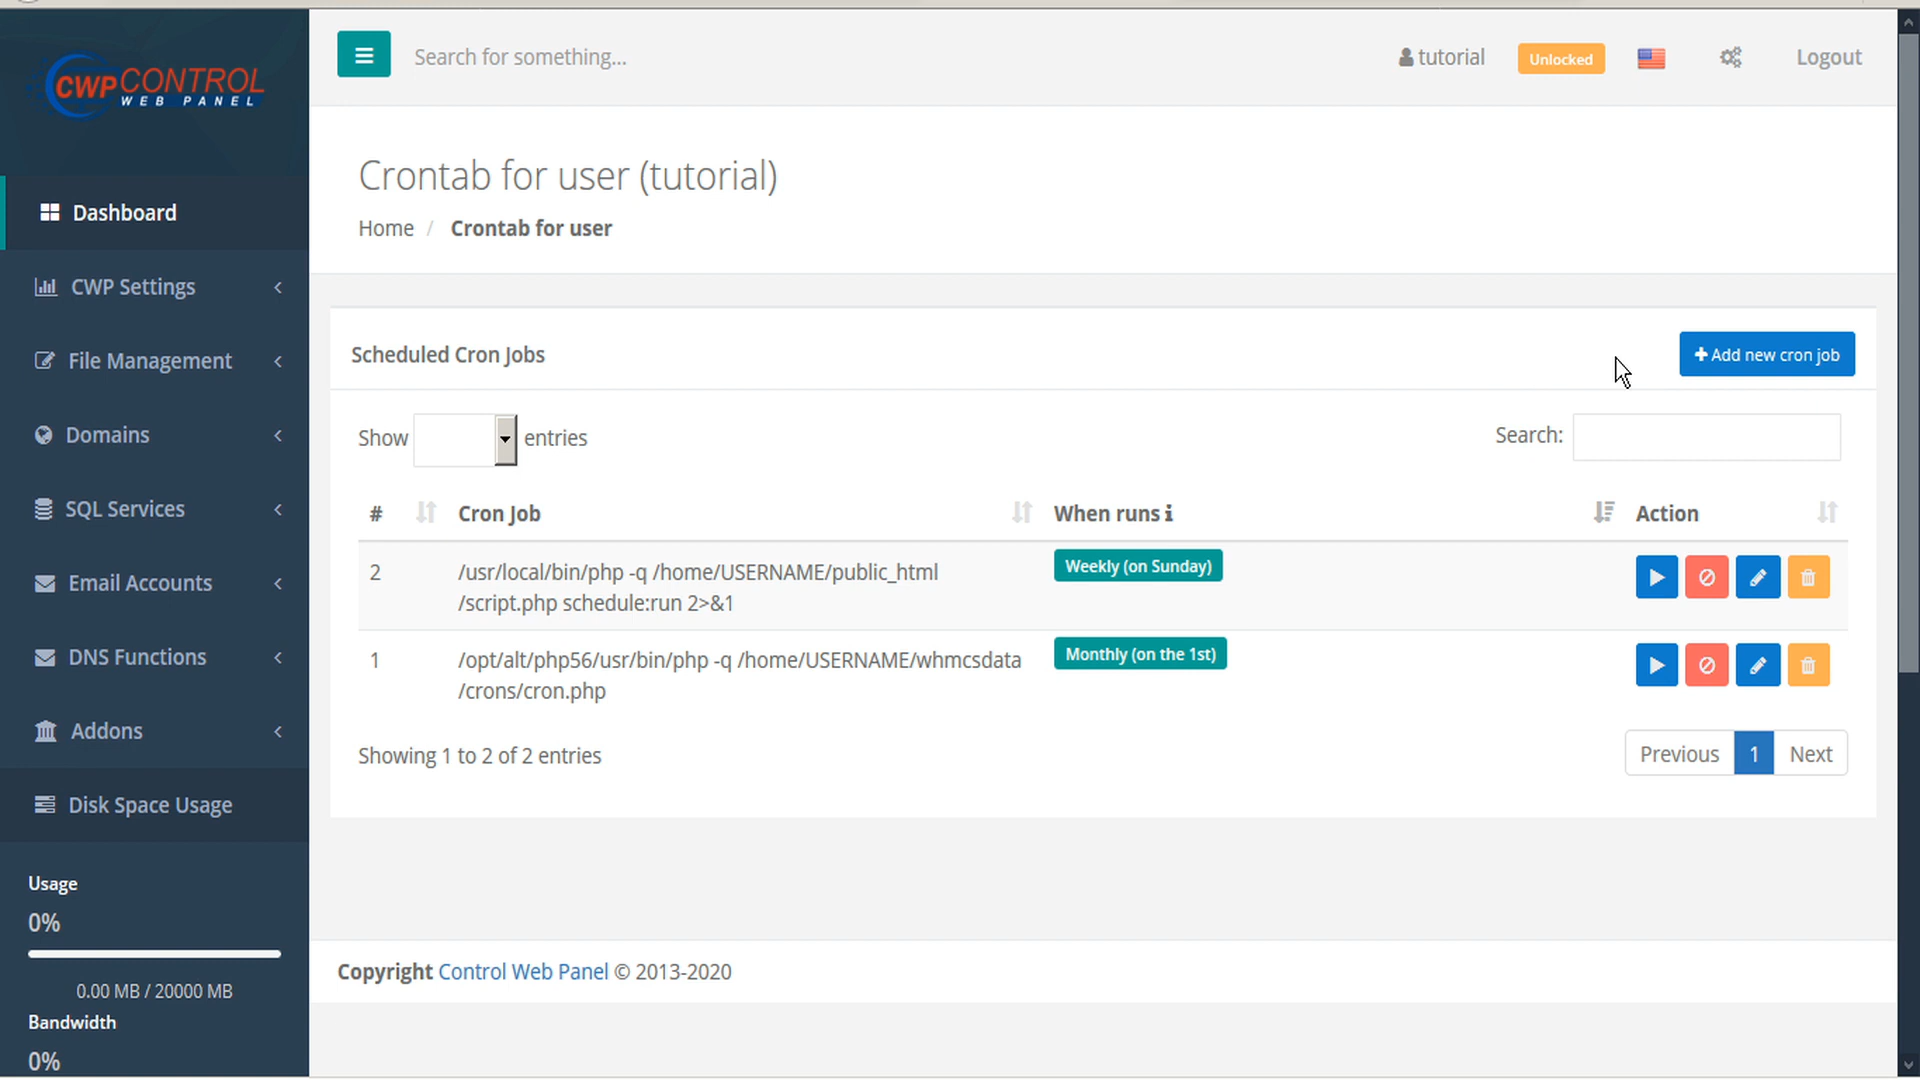 CWP CONTROL
WEB PANEL
Search for something...
tutorial
Unlocked
Logout
Crontab for user (tutorial)
Home / Crontab for user
Dashboard
CWP Settings
File Management
Domains
SQL Services
Email Accounts
DNS Functions
Addons
Disk Space Usage
Usage
0%
0.00 MB / 20000 MB
Bandwidth
0%
Scheduled Cron Jobs
+ Add new cron job
Show entries
Search:
# Cron Job When runs i Action
2 /usr/local/bin/php -q /home/USERNAME/public_html Weekly (on Sunday)
/script.php schedule:run 2>&1
1 /opt/alt/php56/usr/bin/php -q /home/USERNAME/whmcsdata Monthly (on the 1st)
/crons/cron.php
Showing 1 to 2 of 2 entries
Previous 1 Next
Copyright Control Web Panel © 2013-2020